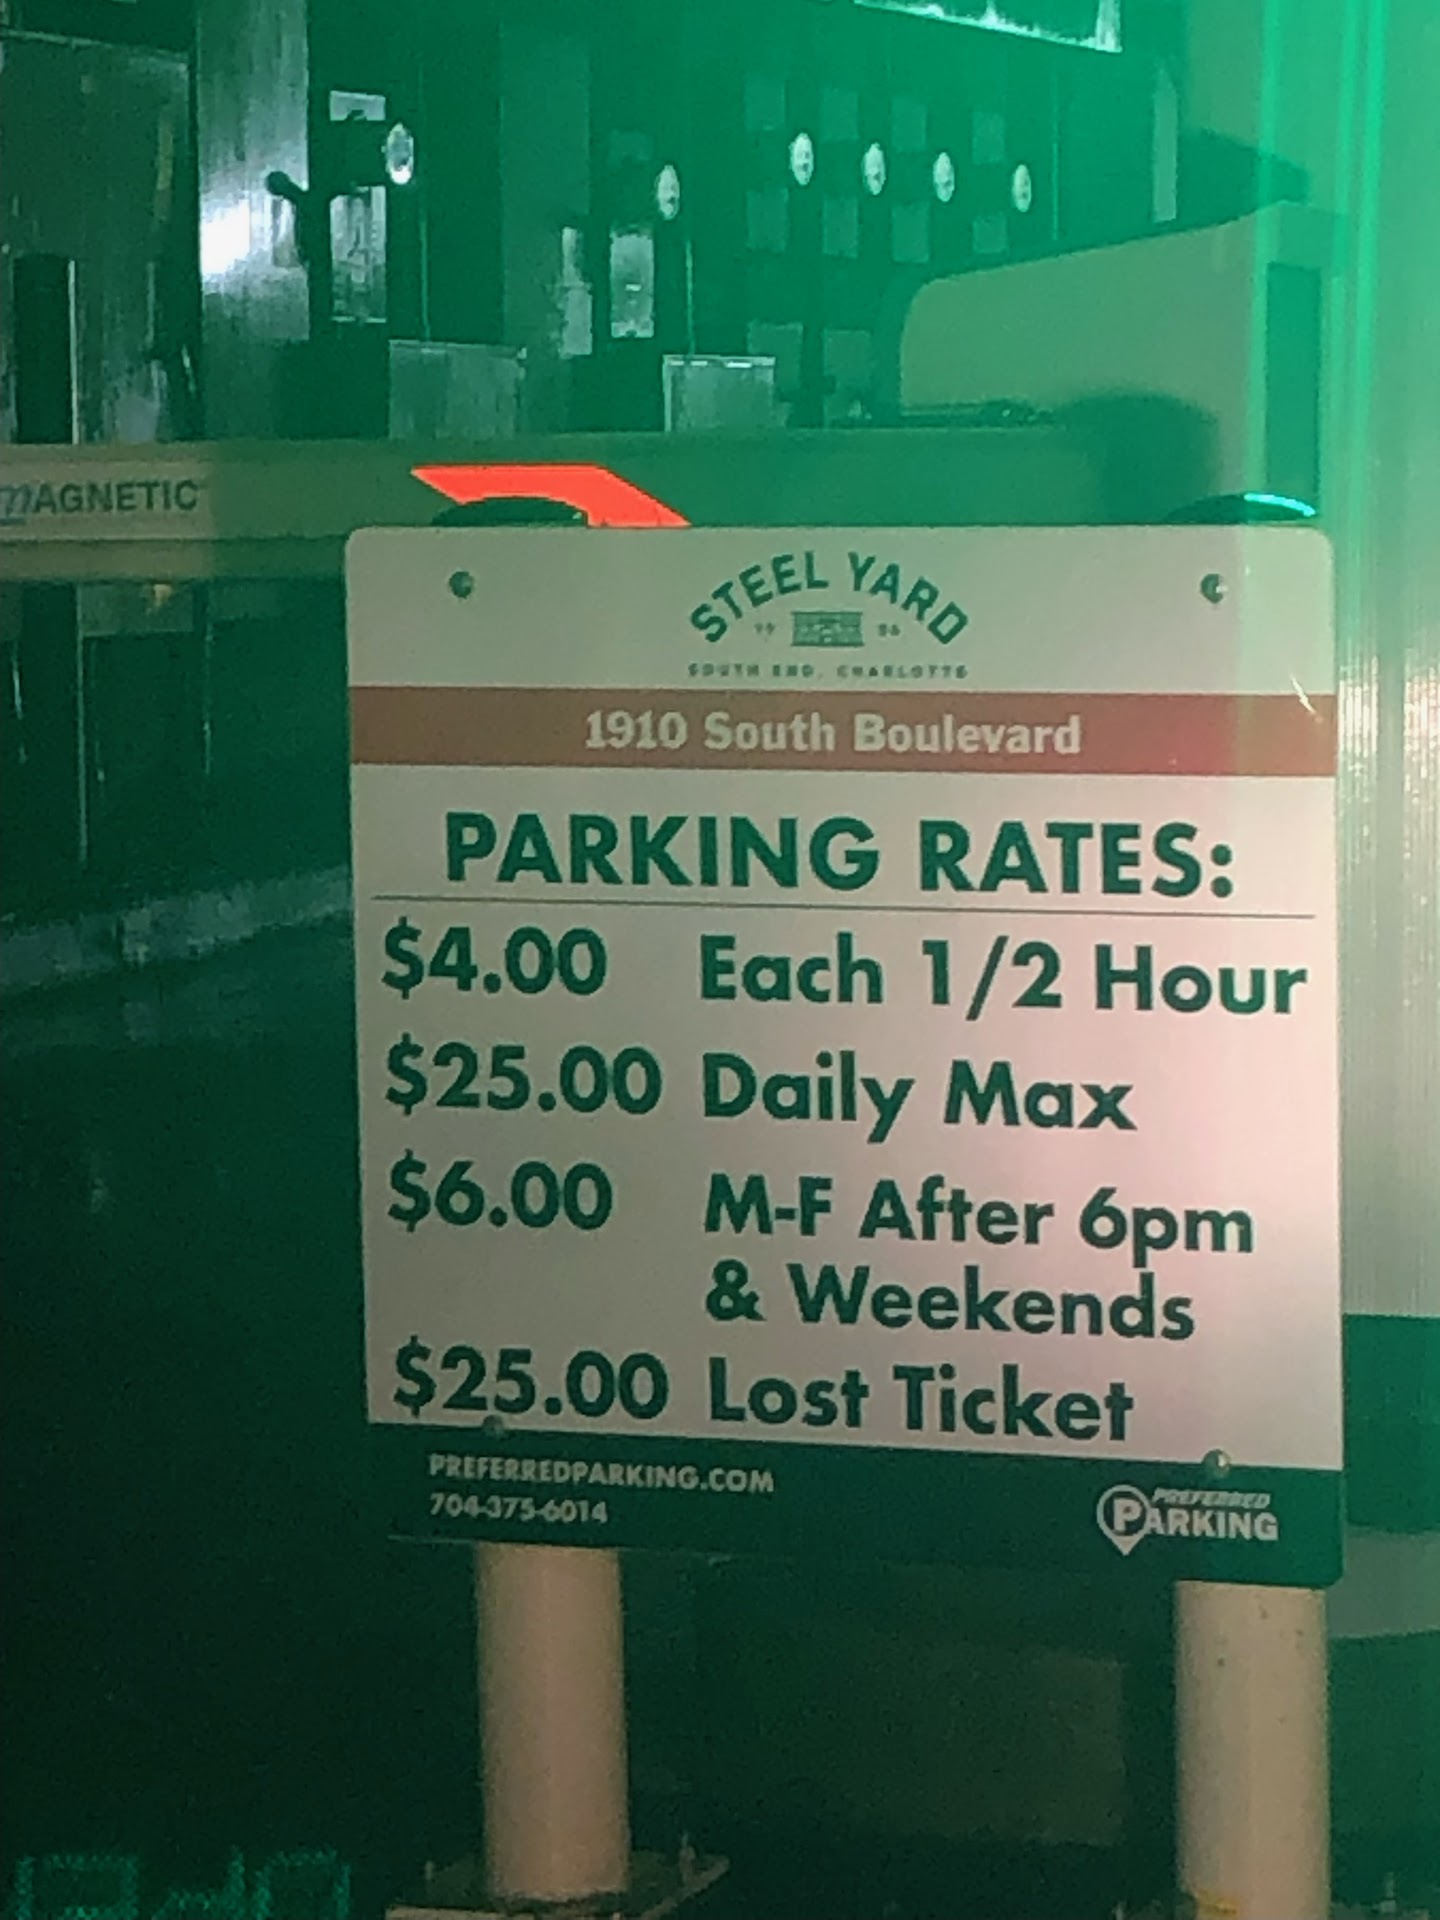 mAGNETIC
STEEL YARD
SOUTH END, CHARLOTTE
1910 South Boulevard
PARKING RATES:
$4.00 Each 1/2 Hour
$25.00 Daily Max
$6.00 M-F After 6pm
& Weekends
$25.00 Lost Ticket
PREFERREDPARKING.COM
704-375-6014
PREFERRED
PARKING